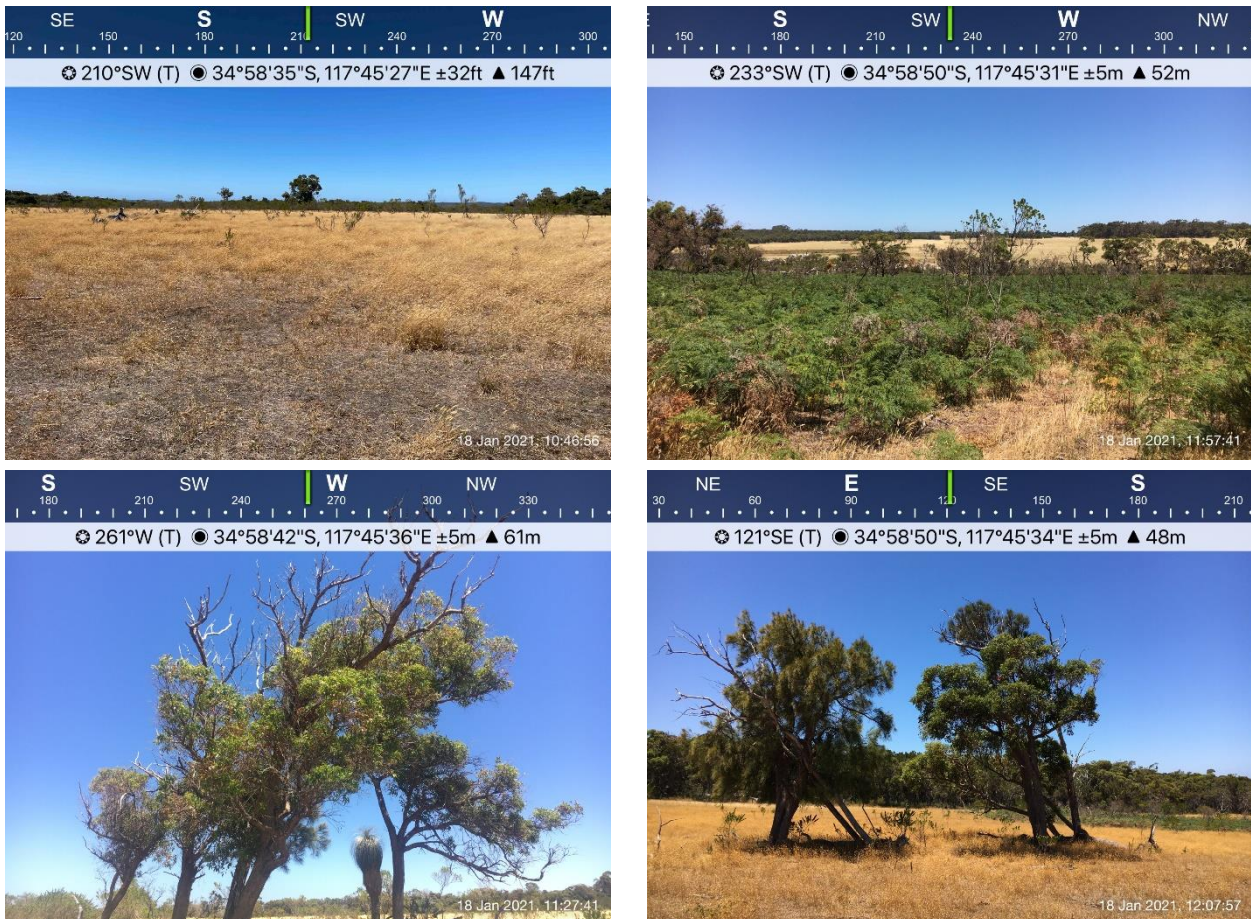 SE S SW W
120 150 180 210 240 270 300
210°SW (T) 34°58'35"S, 117°45'27"E ±32ft ▲ 147ft
18 Jan 2021, 10:46:56
S SW W NW
150 180 210 240 270 300
233°SW (T) 34°58'50"S, 117°45'31"E ±5m ▲ 52m
18 Jan 2021, 11:57:41
S SW W NW
180 210 240 270 300 330
261°W (T) 34°58'42"S, 117°45'36"E ±5m ▲ 61m
18 Jan 2021, 11:27:41
NE E SE S
30 60 90 120 150 180 210
121°SE (T) 34°58'50"S, 117°45'34"E ±5m ▲ 48m
18 Jan 2021, 12:07:57